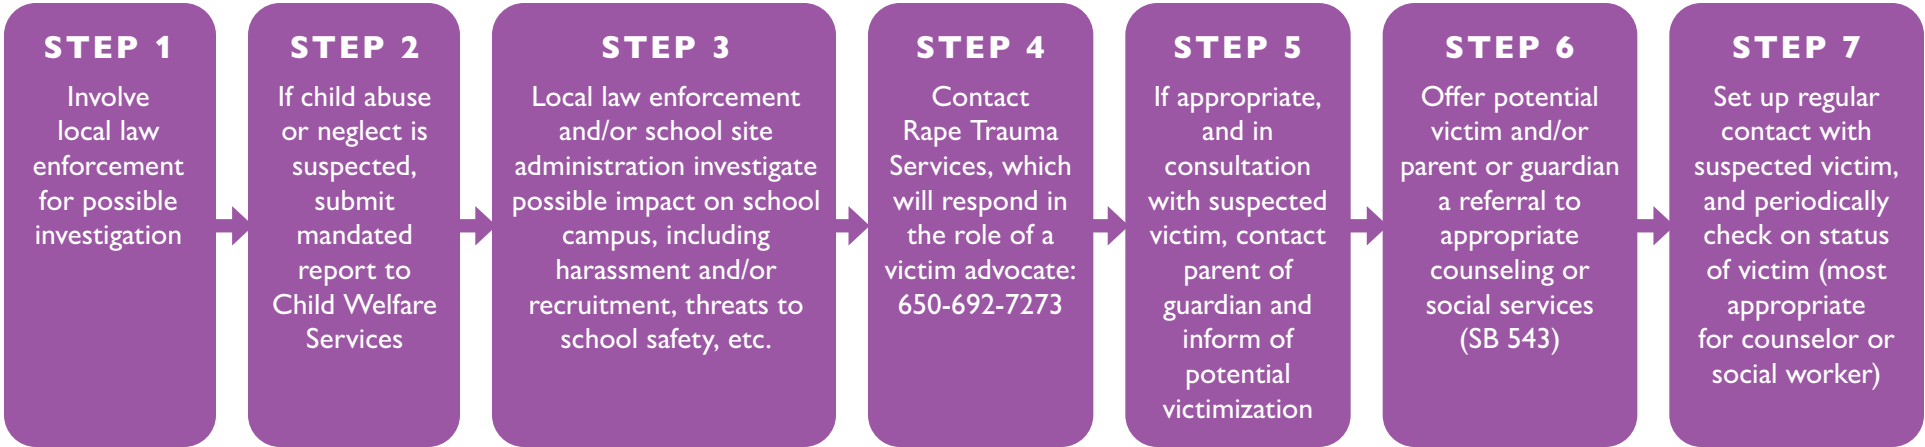 STEP 1
Involve
local law
enforcement
for possible
investigation
STEP 2
If child abuse
or neglect is
suspected,
submit
mandated
report to
Child Welfare
Services
STEP 3
Local law enforcement
and/or school site
administration investigate
possible impact on school
campus, including
harassment and/or
recruitment, threats to
school safety, etc.
STEP 4
Contact
Rape Trauma
Services, which
will respond in
the role of a
victim advocate:
650-692-7273
STEP 5
If appropriate,
and in
consultation
with suspected
victim, contact
parent of
guardian and
inform of
potential
victimization
STEP 6
Offer potential
victim and/or
parent or guardian
a referral to
appropriate
counseling or
social services
(SB 543)
STEP 7
Set up regular
contact with
suspected victim,
and periodically
check on status
of victim (most
appropriate
for counselor or
social worker)